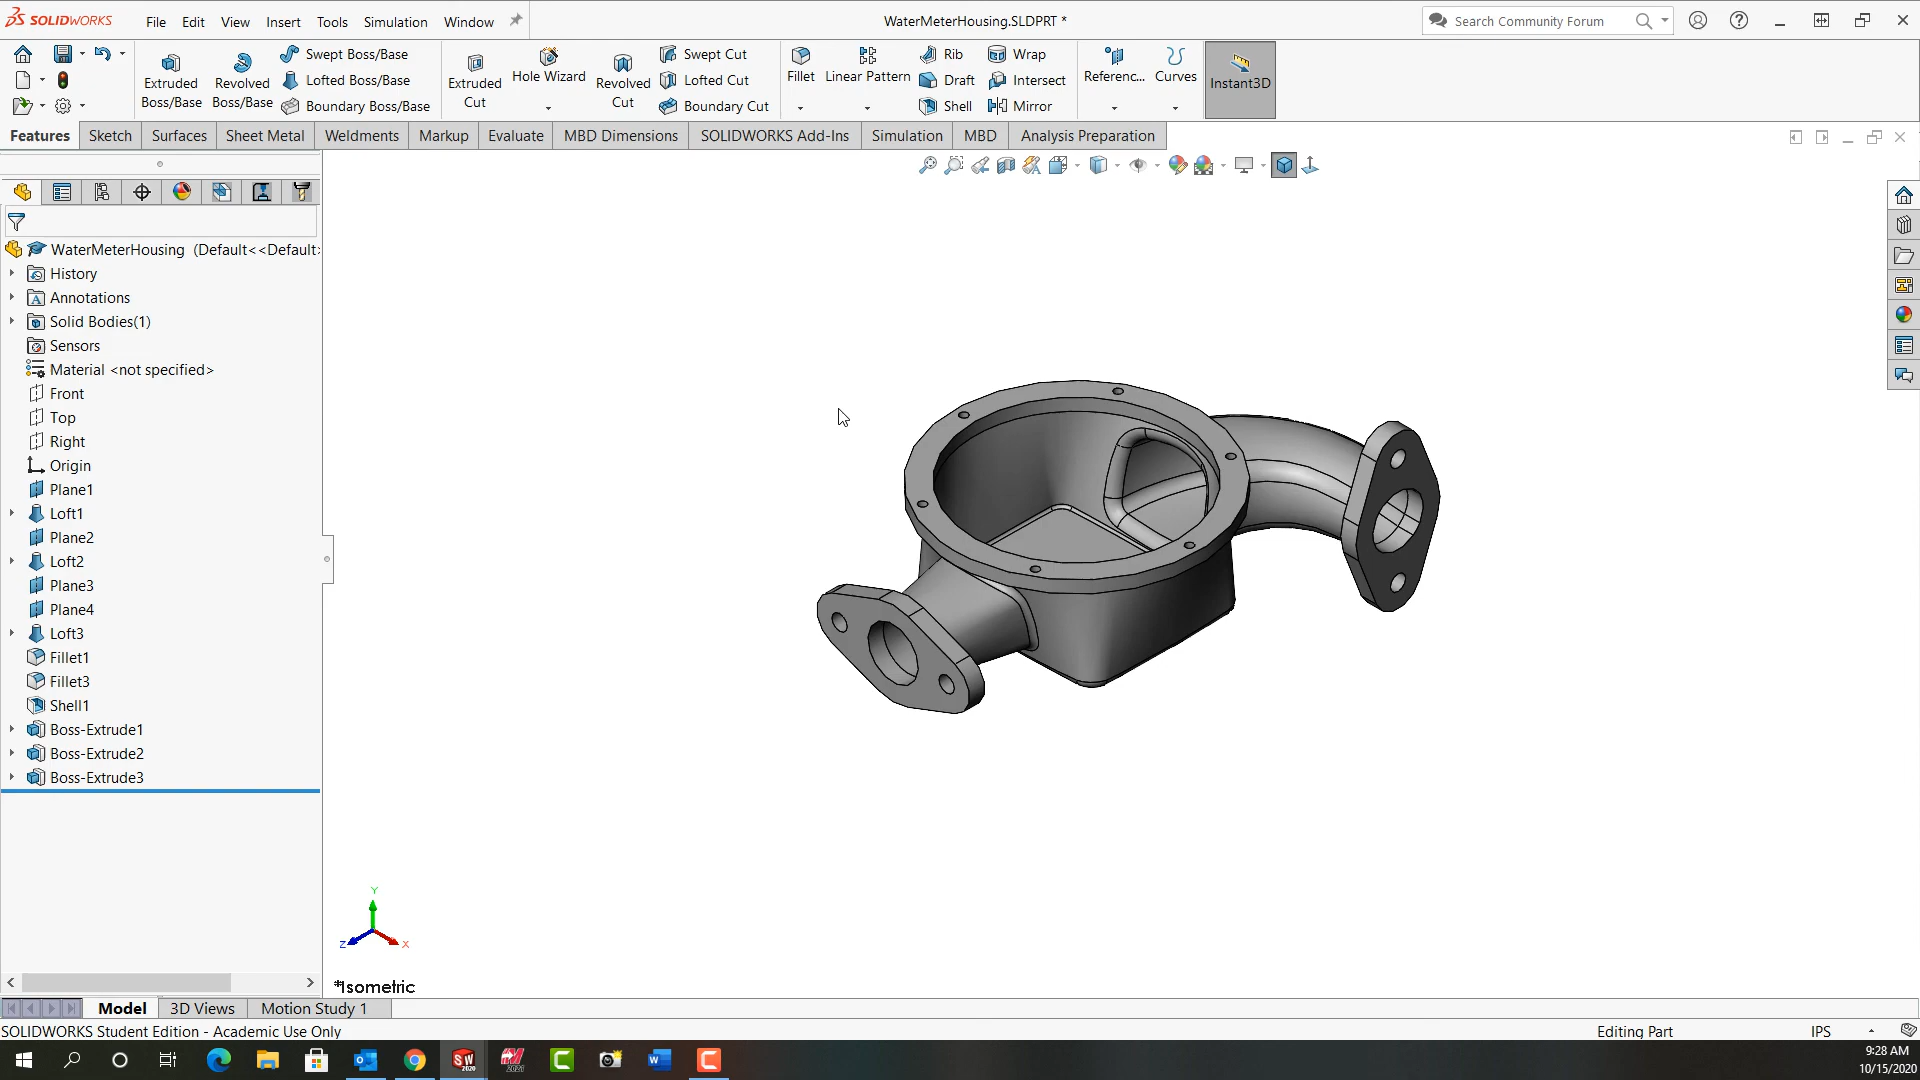 SOLIDWORKS File Edit View Insert Tools Simulation Window WaterMeterHousing.SLDPRT * Search Community Forum
Extruded Boss/Base
Revolved Boss/Base
Swept Boss/Base
Lofted Boss/Base
Boundary Boss/Base
Extruded Cut
Hole Wizard
Revolved Cut
Swept Cut
Lofted Cut
Boundary Cut
Fillet
Linear Pattern
Rib
Draft
Shell
Wrap
Intersect
Mirror
Referenc...
Curves
Instant3D
Features Sketch Surfaces Sheet Metal Weldments Markup Evaluate MBD Dimensions SOLIDWORKS Add-Ins Simulation MBD Analysis Preparation
WaterMeterHousing (Default<<Default>
History
Annotations
Solid Bodies(1)
Sensors
Material <not specified>
Front
Top
Right
Origin
Plane1
Loft1
Plane2
Loft2
Plane3
Plane4
Loft3
Fillet1
Fillet3
Shell1
Boss-Extrude1
Boss-Extrude2
Boss-Extrude3
Y
Z X
*Isometric
Model 3D Views Motion Study 1
SOLIDWORKS Student Edition - Academic Use Only Editing Part IPS
9:28 AM
10/15/2020